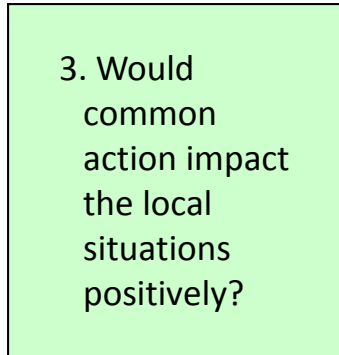 3. Would
common
action impact
the local
situations
positively?